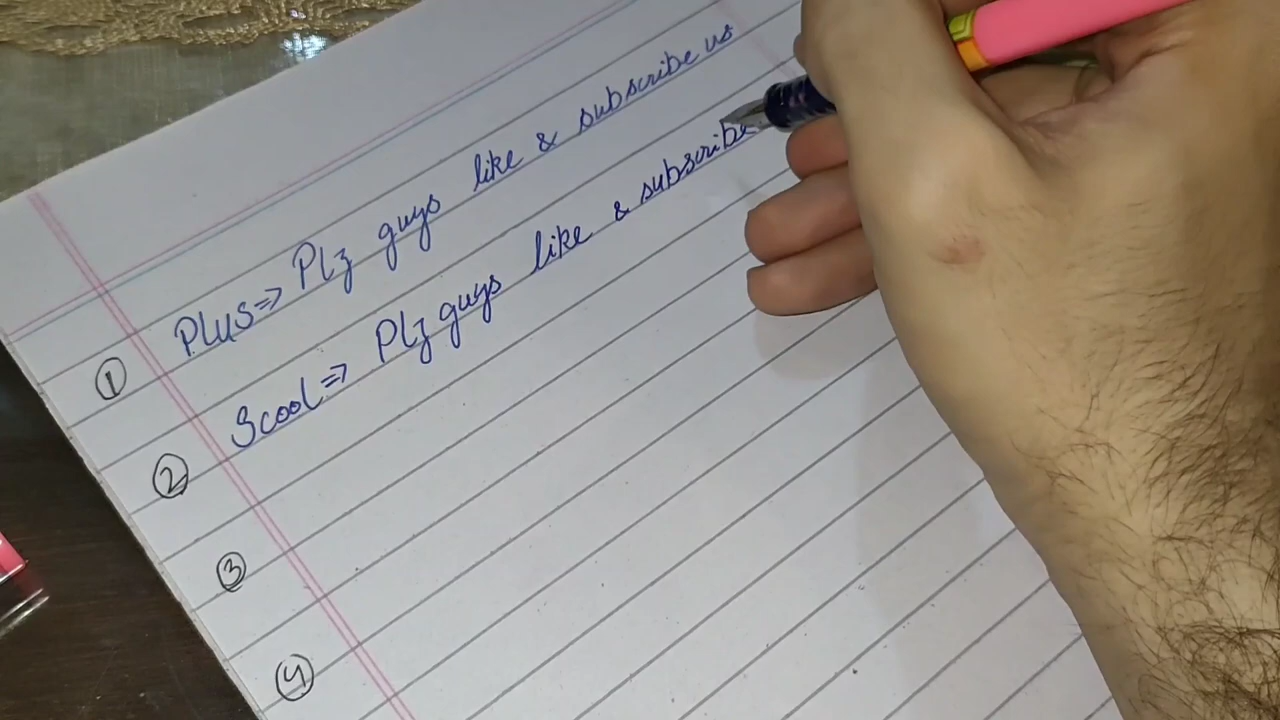 ① Plus=> Plz guys like & subscribe us
② Scool=> Plz guys like & subscribe
③
④